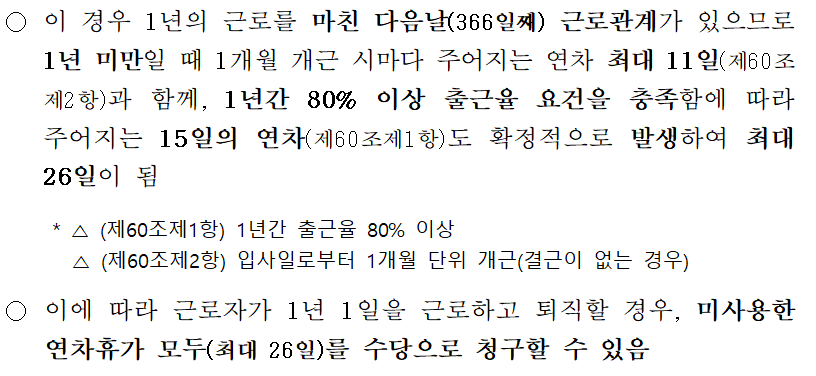 ○ 이 경우 1년의 근로를 마친 다음날(366일째) 근로관계가 있으므로
1년 미만일 때 1개월 개근 시마다 주어지는 연차 최대 11일(제60조
제2항)과 함께, 1년간 80% 이상 출근율 요건을 충족함에 따라
주어지는 15일의 연차(제60조제1항)도 확정적으로 발생하여 최대
26일이 됨
* △ (제60조제1항) 1년간 출근율 80% 이상
△ (제60조제2항) 입사일로부터 1개월 단위 개근(결근이 없는 경우)
○ 이에 따라 근로자가 1년 1일을 근로하고 퇴직할 경우, 미사용한
연차휴가 모두(최대 26일)를 수당으로 청구할 수 있음